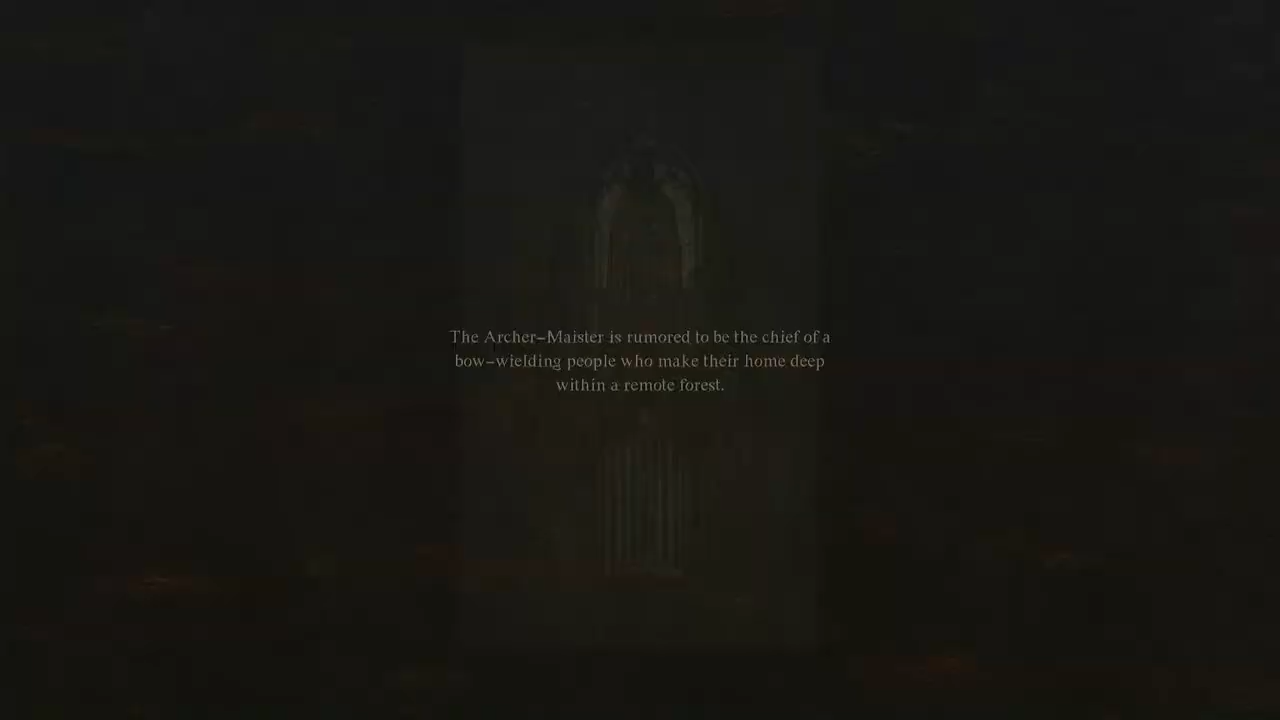 The Archer–Maister is rumored to be the chief of a
bow–wielding people who make their home deep
within a remote forest.